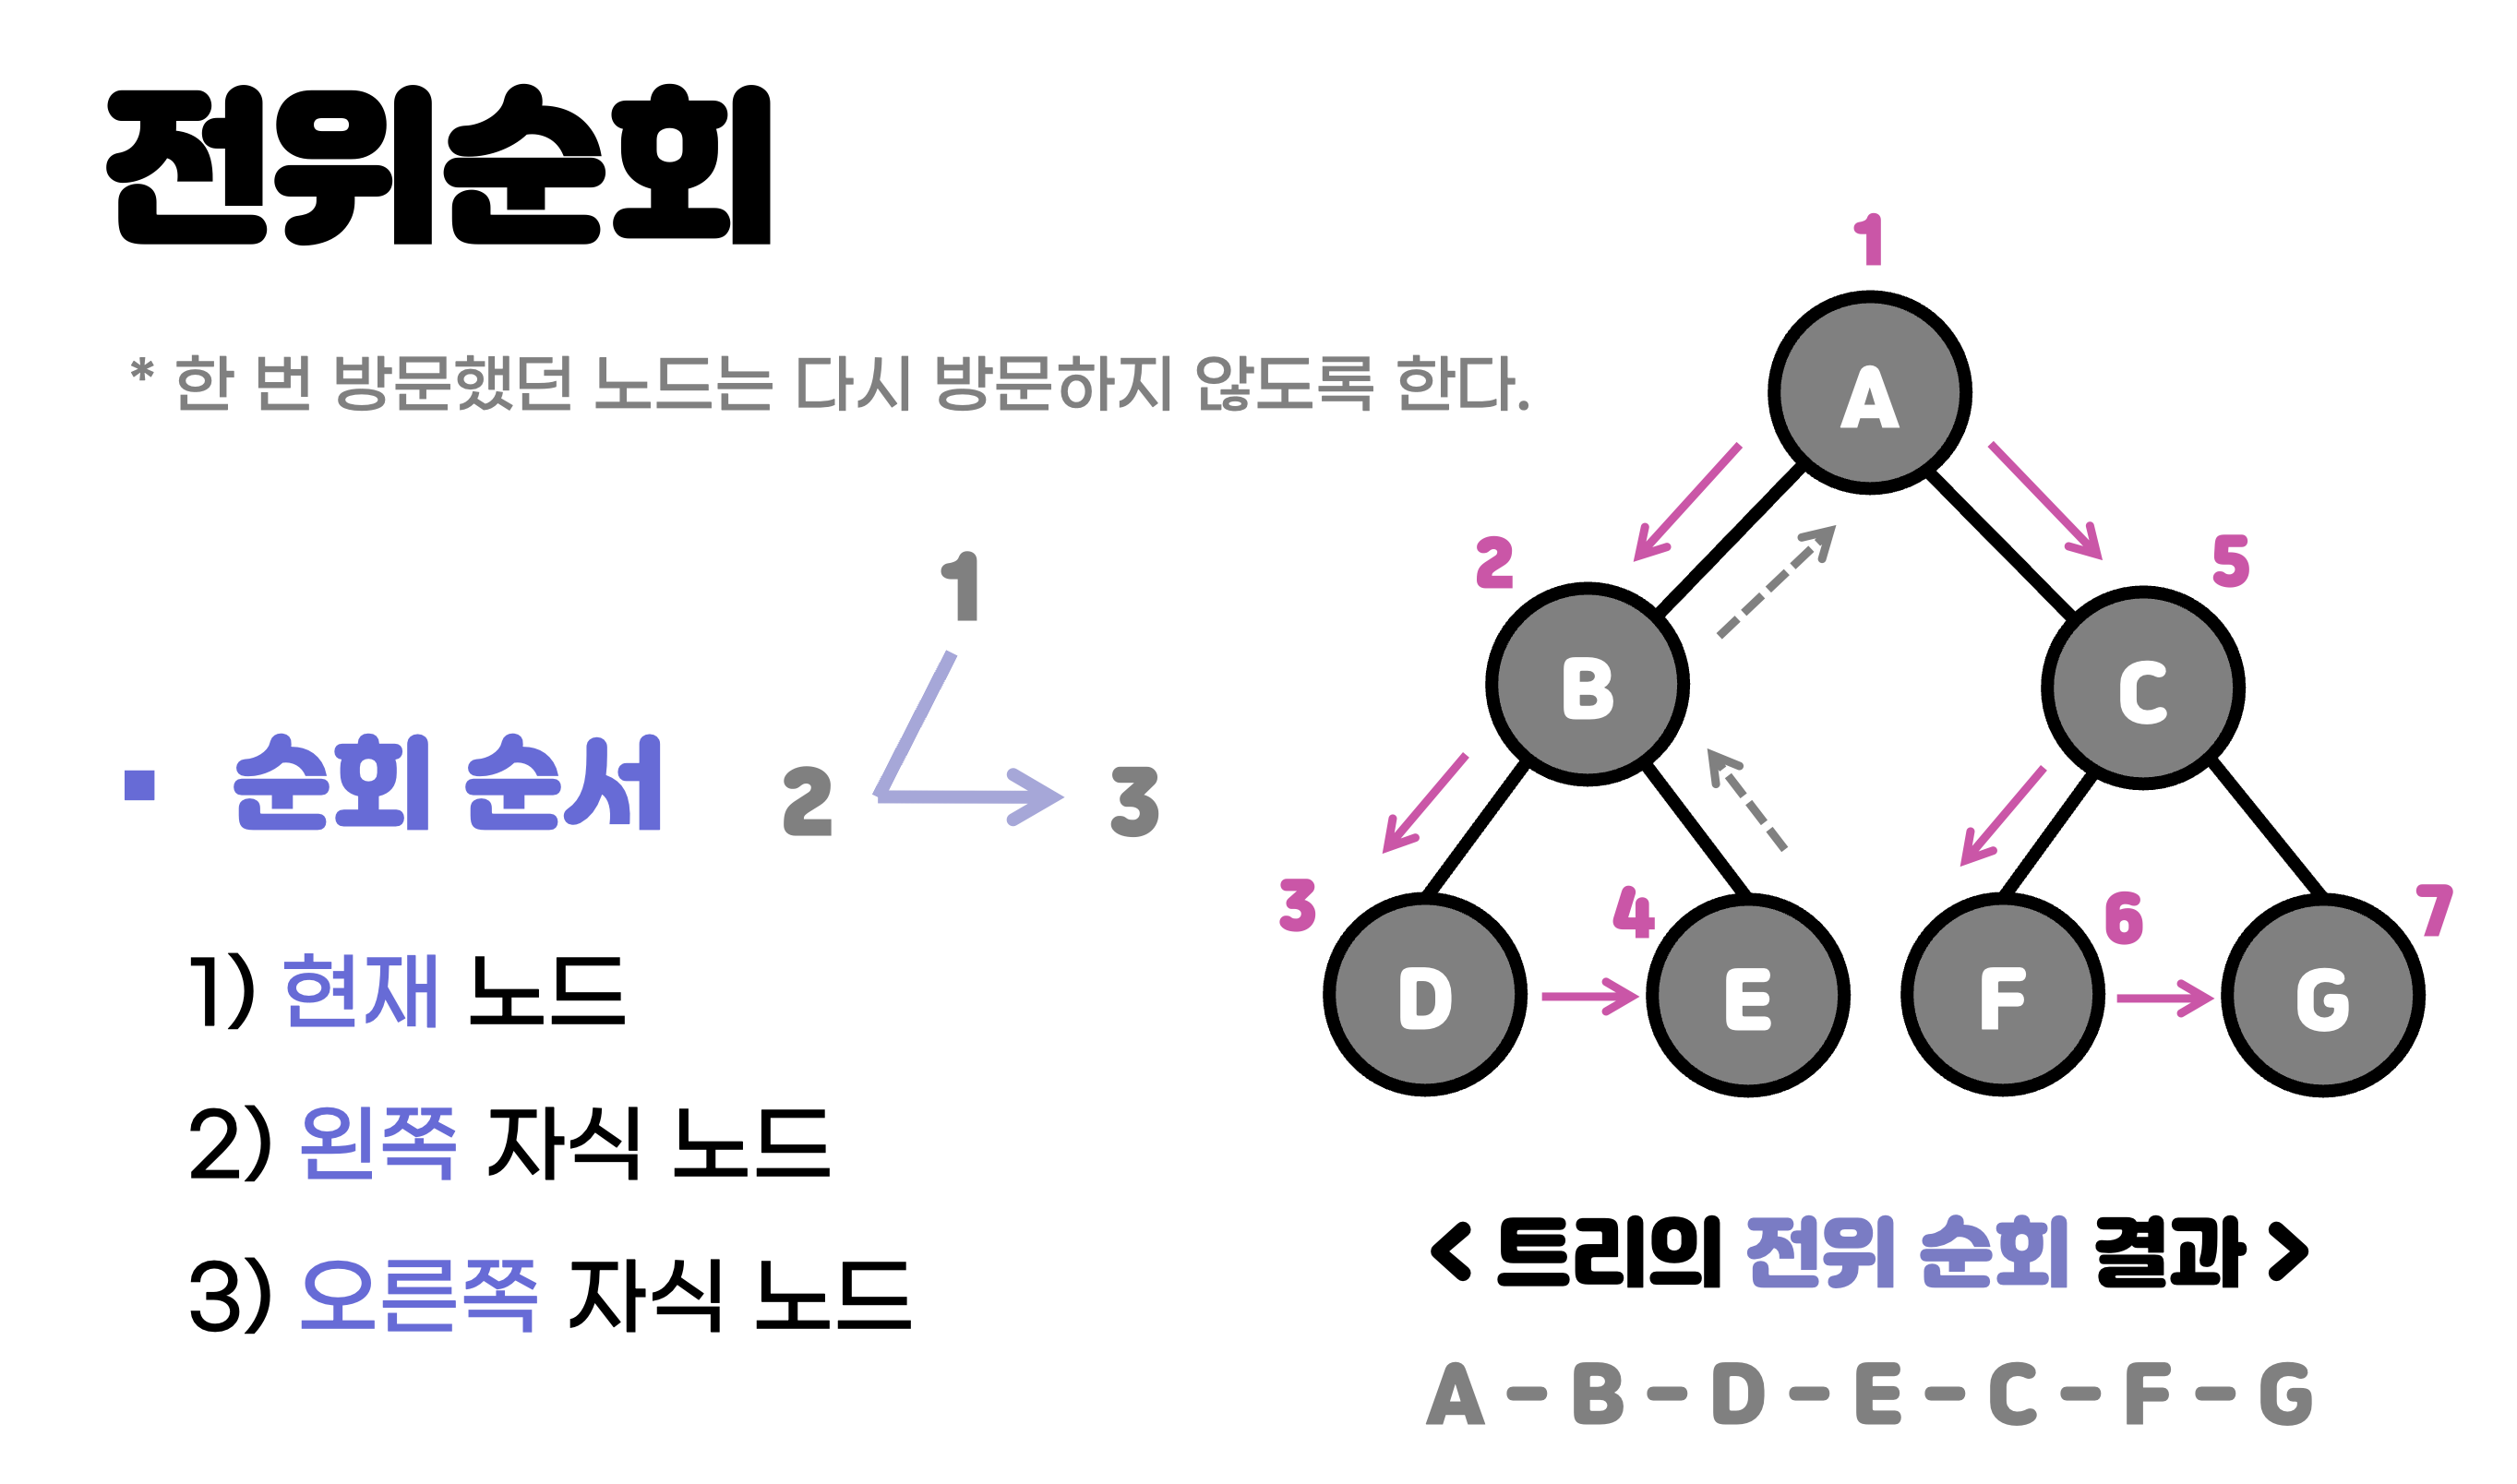 전위순회
* 한 번 방문했던 노드는 다시 방문하지 않도록 한다.
▪ 순회 순서
1
2
3
1) 현재 노드
2) 왼쪽 자식 노드
3) 오른쪽 자식 노드
1
A
2
5
B
C
3
4
6
7
D
E
F
G
< 트리의 전위 순회 결과 >
A - B - D - E - C - F - G